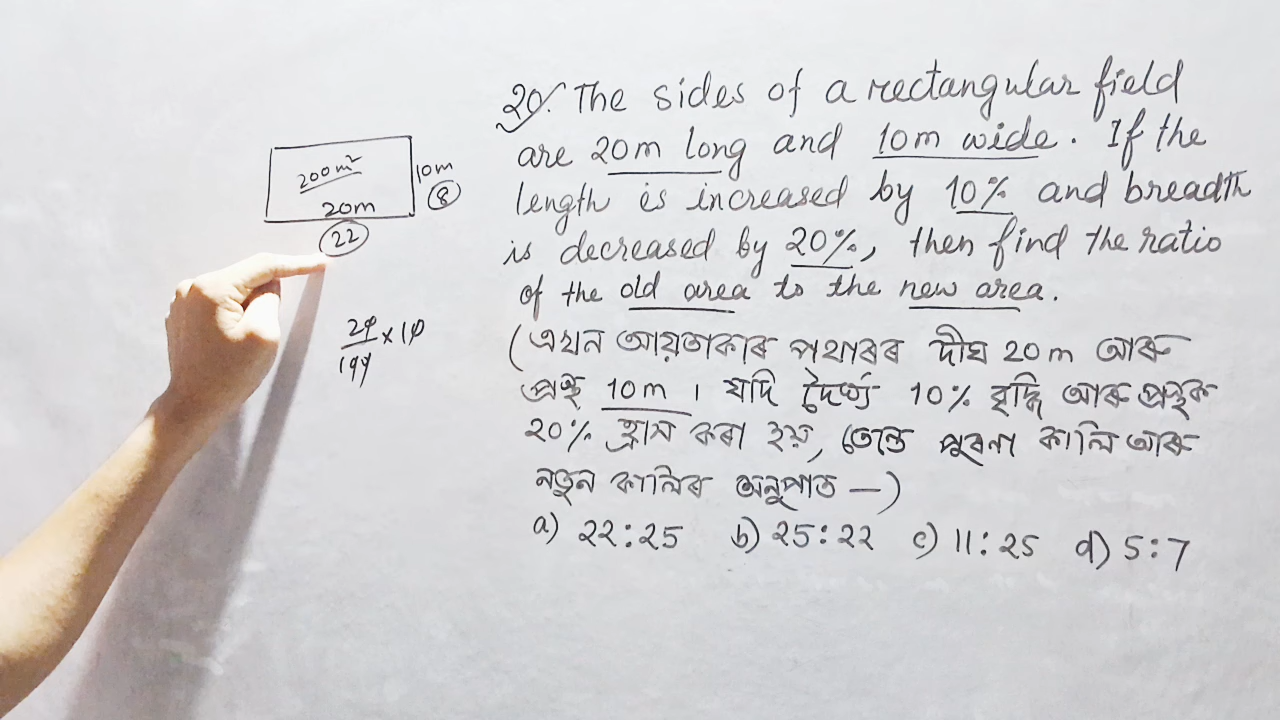 200m²
10m
8
20m
22
20/100 × 10
20. The sides of a rectangular field
are 20m long and 10m wide. If the
length is increased by 10% and breadth
is decreased by 20%, then find the ratio
of the old area to the new area.
(এখন আয়তাকাৰ পথাৰৰ দীঘ 20m আৰু
প্ৰস্থ 10m । যদি দৈৰ্ঘ্য 10% বৃদ্ধি আৰু প্ৰস্থক
20% হ্ৰাস কৰা হয়, তেন্তে পুৰণা কালি আৰু
নতুন কালিৰ অনুপাত —)
a) 22:25 b) 25:22 c) 11:25 d) 5:7